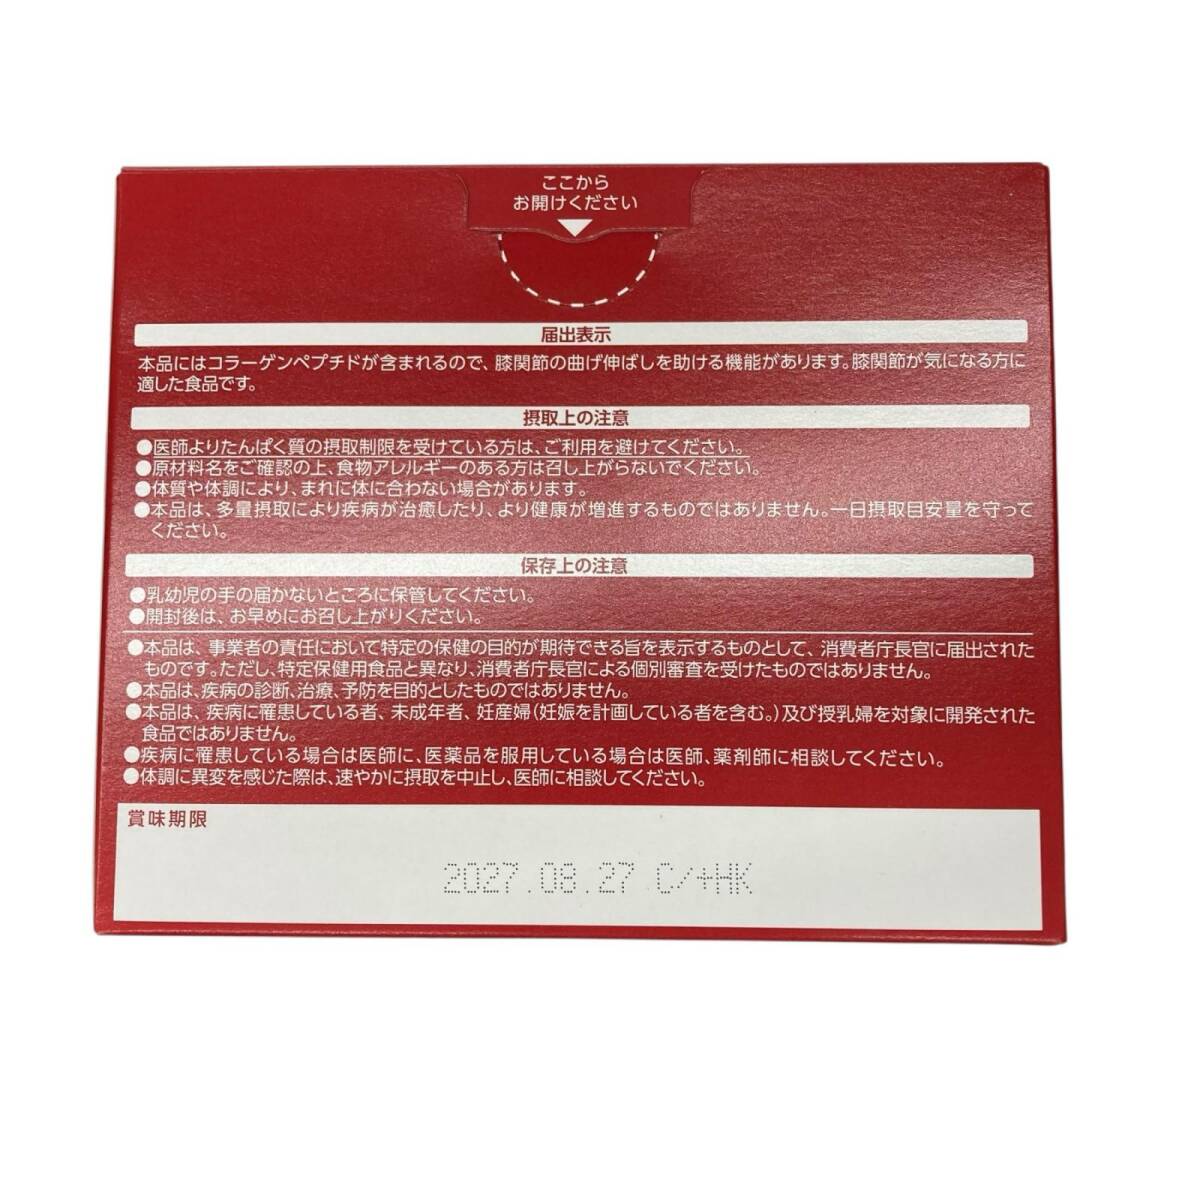 ここから
お開けください
届出表示
本品にはコラーゲンペプチドが含まれるので、膝関節の曲げ伸ばしを助ける機能があります。膝関節が気になる方に
適した食品です。
摂取上の注意
●医師よりたんぱく質の摂取制限を受けている方は、ご利用を避けてください。
●原材料名をご確認の上、食物アレルギーのある方は召し上がらないでください。
●体質や体調により、まれに体に合わない場合があります。
●本品は、多量摂取により疾病が治癒したり、より健康が増進するものではありません。一日摂取目安量を守って
ください。
保存上の注意
●乳幼児の手の届かないところに保管してください。
●開封後は、お早めにお召し上がりください。
●本品は、事業者の責任において特定の保健の目的が期待できる旨を表示するものとして、消費者庁長官に届出された
ものです。ただし、特定保健用食品と異なり、消費者庁長官による個別審査を受けたものではありません。
●本品は、疾病の診断、治療、予防を目的としたものではありません。
●本品は、疾病に罹患している者、未成年者、妊産婦(妊娠を計画している者を含む。)及び授乳婦を対象に開発された
食品ではありません。
●疾病に罹患している場合は医師に、医薬品を服用している場合は医師、薬剤師に相談してください。
●体調に異変を感じた際は、速やかに摂取を中止し、医師に相談してください。
賞味期限
2027.08.27 C/+HK